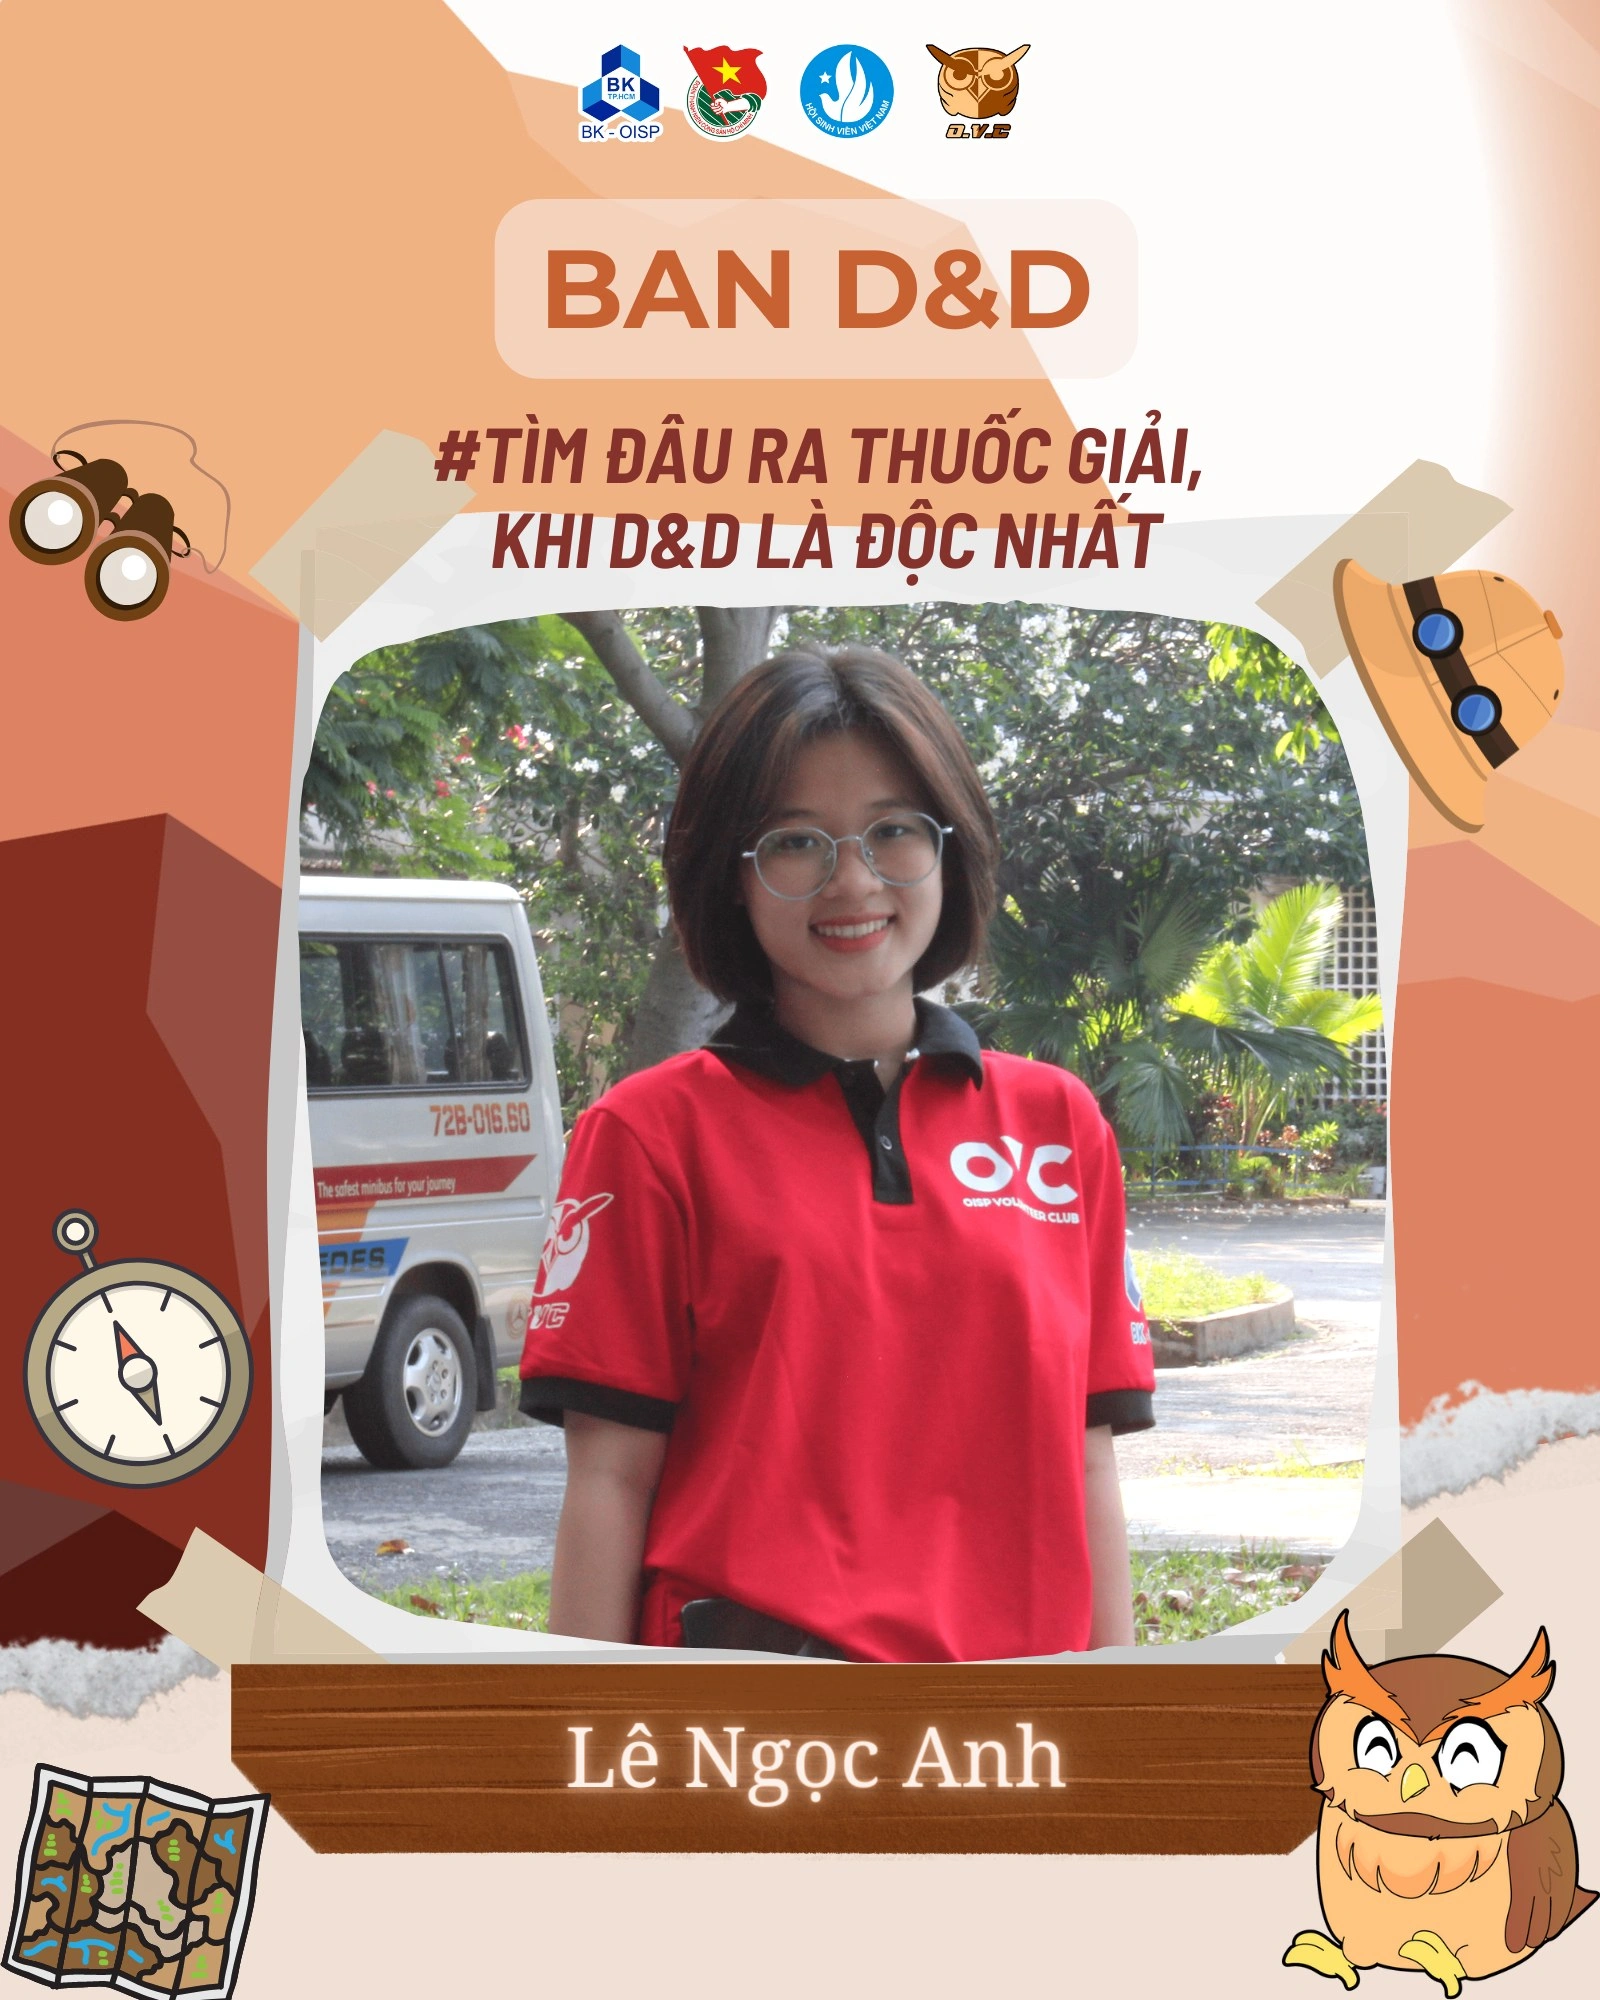 BK
TP.HCM
BK - OISP
HỘI SINH VIÊN VIỆT NAM
O.V.C
BAN D&D
#TÌM ĐÂU RA THUỐC GIẢI,
KHI D&D LÀ ĐỘC NHẤT
72B-016.60
The safest minibus for your journey
EDES
OVC
OISP VOLUNTEER CLUB
Lê Ngọc Anh